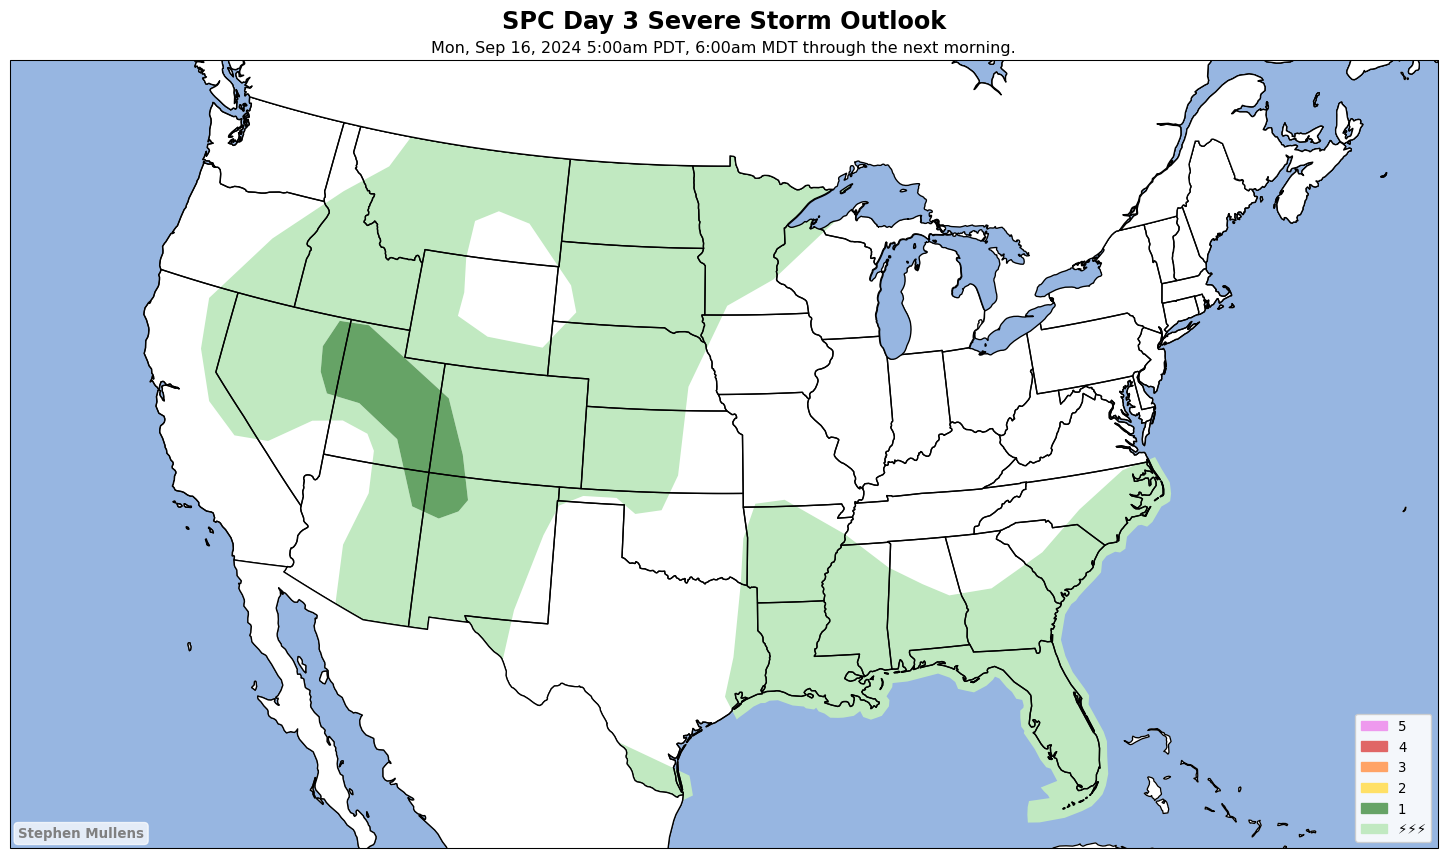 SPC Day 3 Severe Storm Outlook
Mon, Sep 16, 2024 5:00am PDT, 6:00am MDT through the next morning.
5
4
3
2
1
⚡⚡⚡
Stephen Mullens